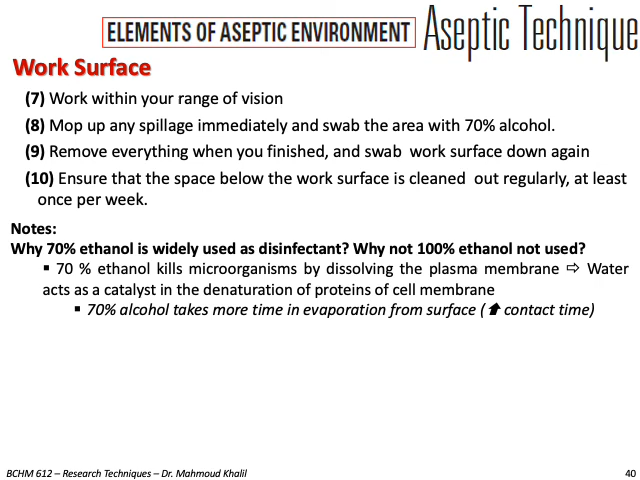 ELEMENTS OF ASEPTIC ENVIRONMENT
Aseptic Technique
Work Surface
(7) Work within your range of vision
(8) Mop up any spillage immediately and swab the area with 70% alcohol.
(9) Remove everything when you finished, and swab work surface down again
(10) Ensure that the space below the work surface is cleaned out regularly, at least
once per week.
Notes:
Why 70% ethanol is widely used as disinfectant? Why not 100% ethanol not used?
▪ 70 % ethanol kills microorganisms by dissolving the plasma membrane ⇨ Water
acts as a catalyst in the denaturation of proteins of cell membrane
▪ 70% alcohol takes more time in evaporation from surface (⬆ contact time)
BCHM 612 – Research Techniques – Dr. Mahmoud Khalil
40